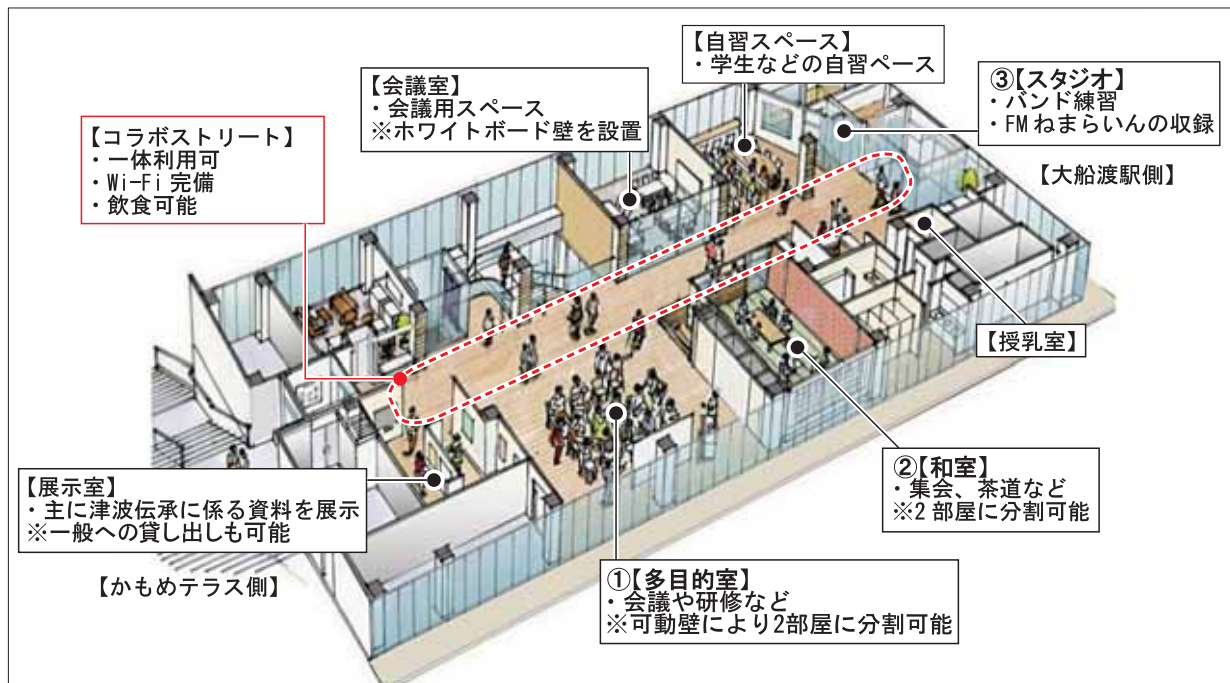 【自習スペース】
・学生などの自習ペース
③【スタジオ】
・バンド練習
・FMねまらいんの収録
【会議室】
・会議用スペース
※ホワイトボード壁を設置
【コラボストリート】
・一体利用可
・Wi-Fi 完備
・飲食可能
【大船渡駅側】
【授乳室】
②【和室】
・集会、茶道など
※2部屋に分割可能
【展示室】
・主に津波伝承に係る資料を展示
※一般への貸し出しも可能
【かもめテラス側】
①【多目的室】
・会議や研修など
※可動壁により2部屋に分割可能